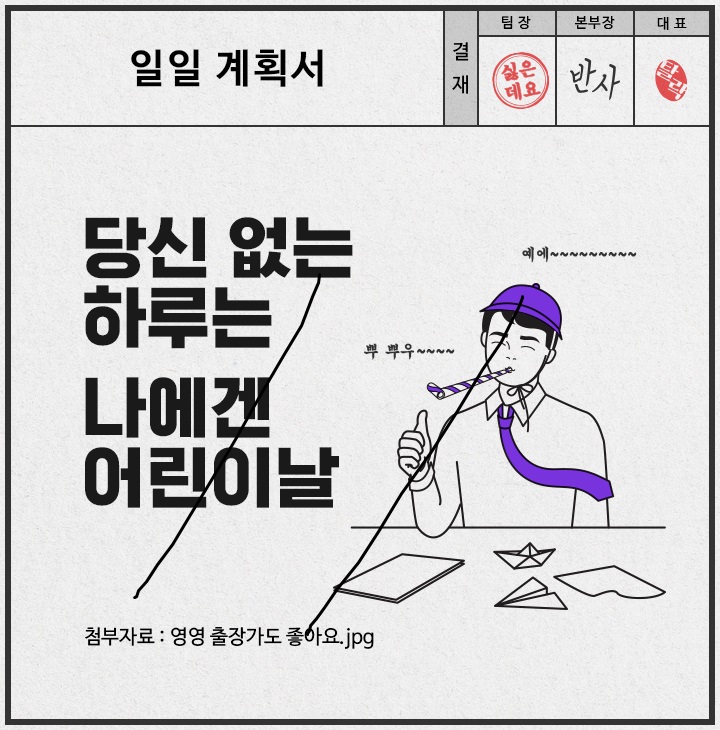 일일 계획서
결재
팀 장
본부장
대 표
싫은데요
반사
당신 없는
하루는
나에겐
어린이날
예에~~~~~~~~~
뿌 뿌우~~~~
첨부자료 : 영영 출장가도 좋아요.jpg